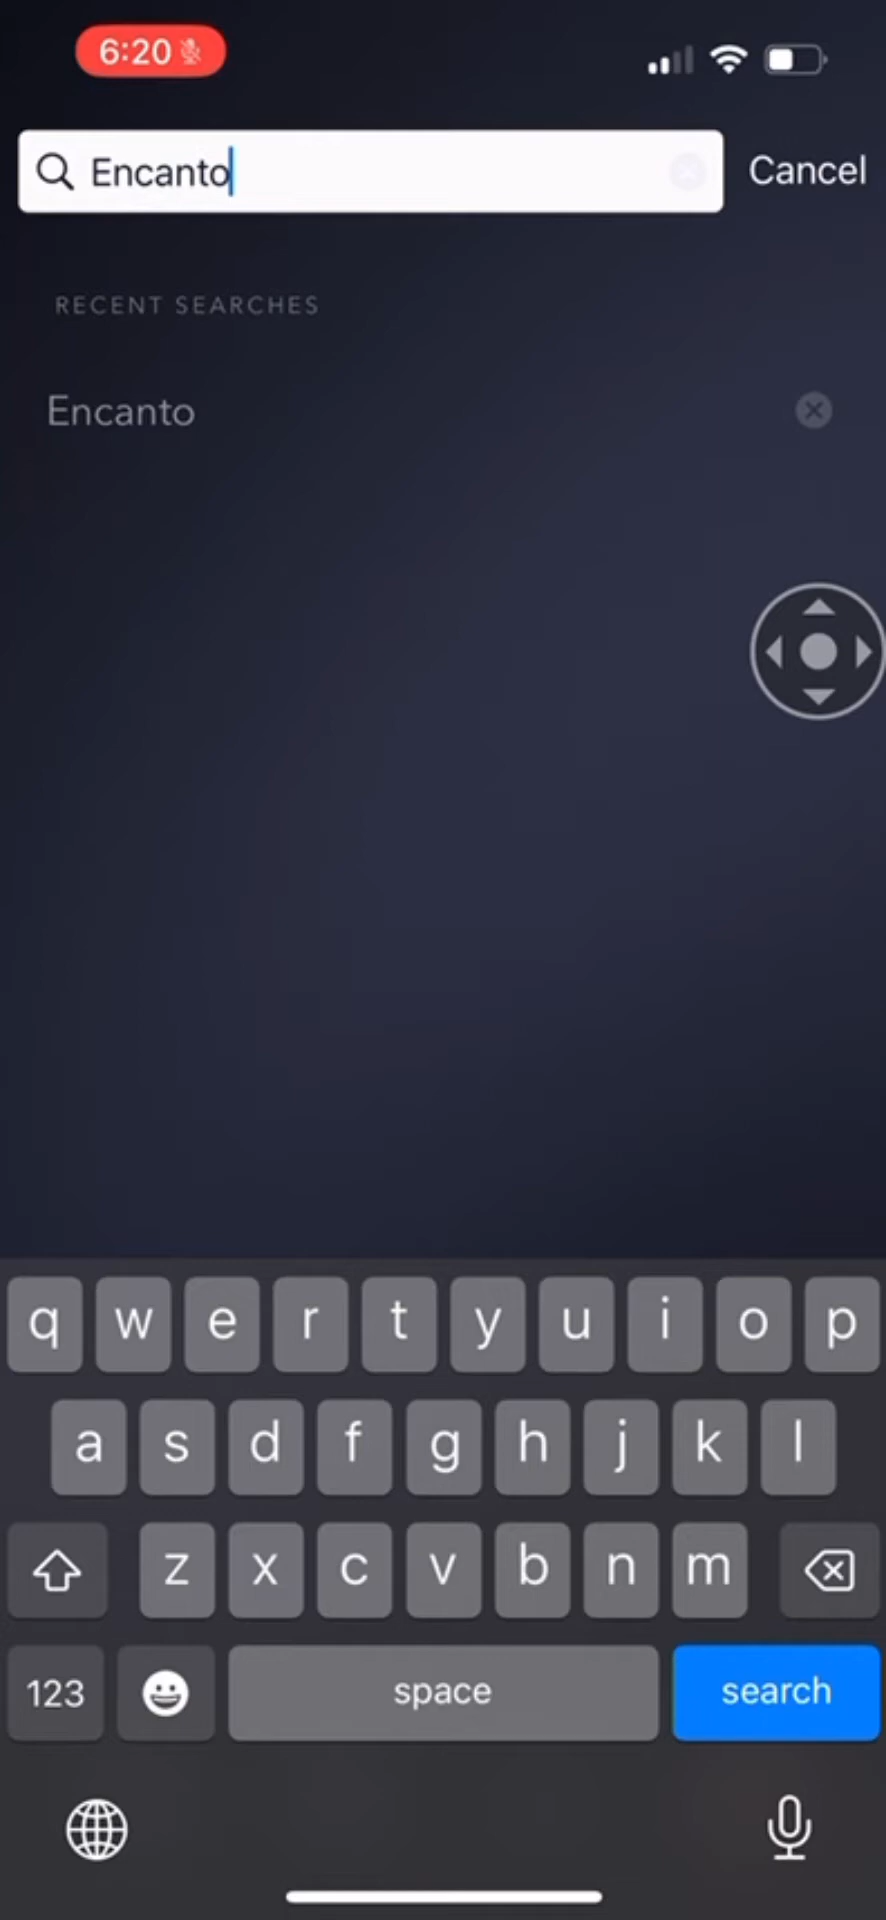 6:20
Encanto
Cancel
RECENT SEARCHES
Encanto
q w e r t y u i o p
a s d f g h j k l
z x c v b n m
123 space search